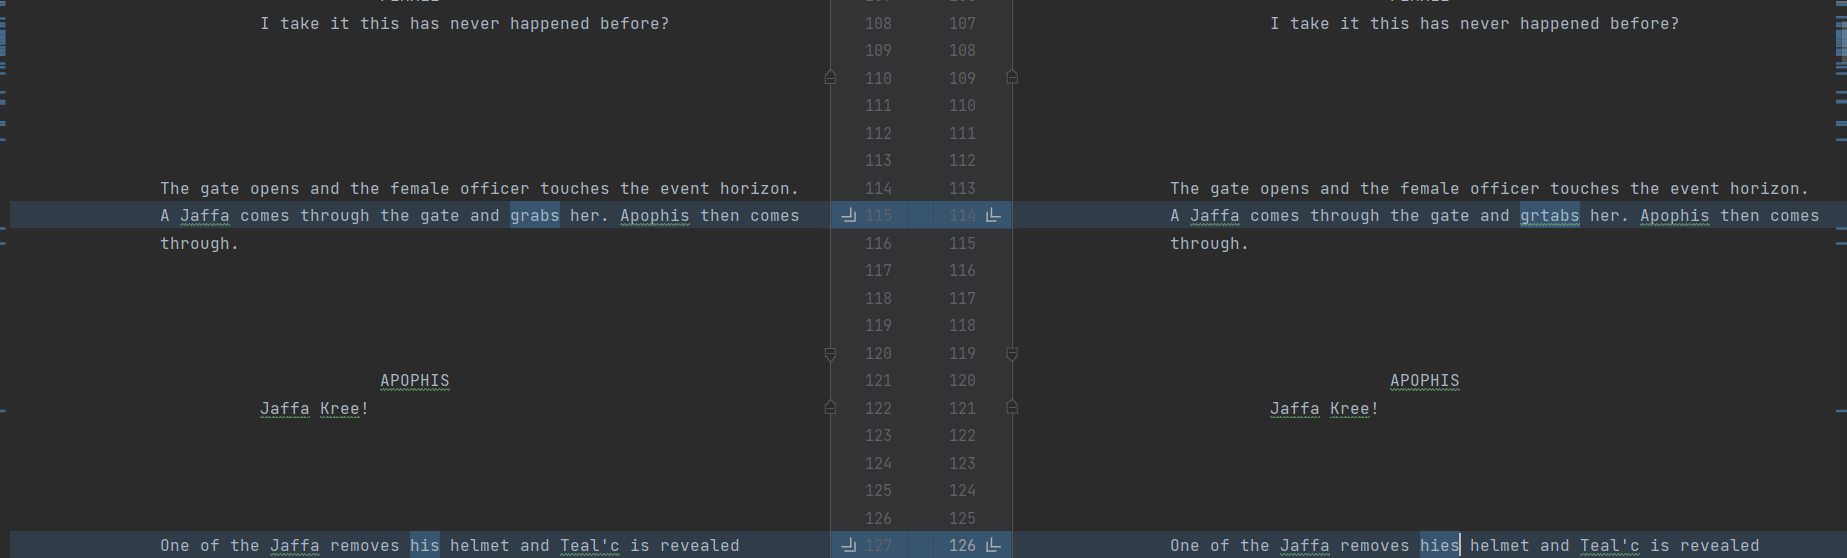 I take it this has never happened before? 108 107 I take it this has never happened before?
109 108
110 109
111 110
112 111
113 112
The gate opens and the female officer touches the event horizon. 114 113 The gate opens and the female officer touches the event horizon.
A Jaffa comes through the gate and grabs her. Apophis then comes 115 114 A Jaffa comes through the gate and grtabs her. Apophis then comes
through. 116 115 through.
117 116
118 117
119 118
120 119
APOPHIS 121 120 APOPHIS
Jaffa Kree! 122 121 Jaffa Kree!
123 122
124 123
125 124
126 125
One of the Jaffa removes his helmet and Teal'c is revealed 127 126 One of the Jaffa removes hies helmet and Teal'c is revealed